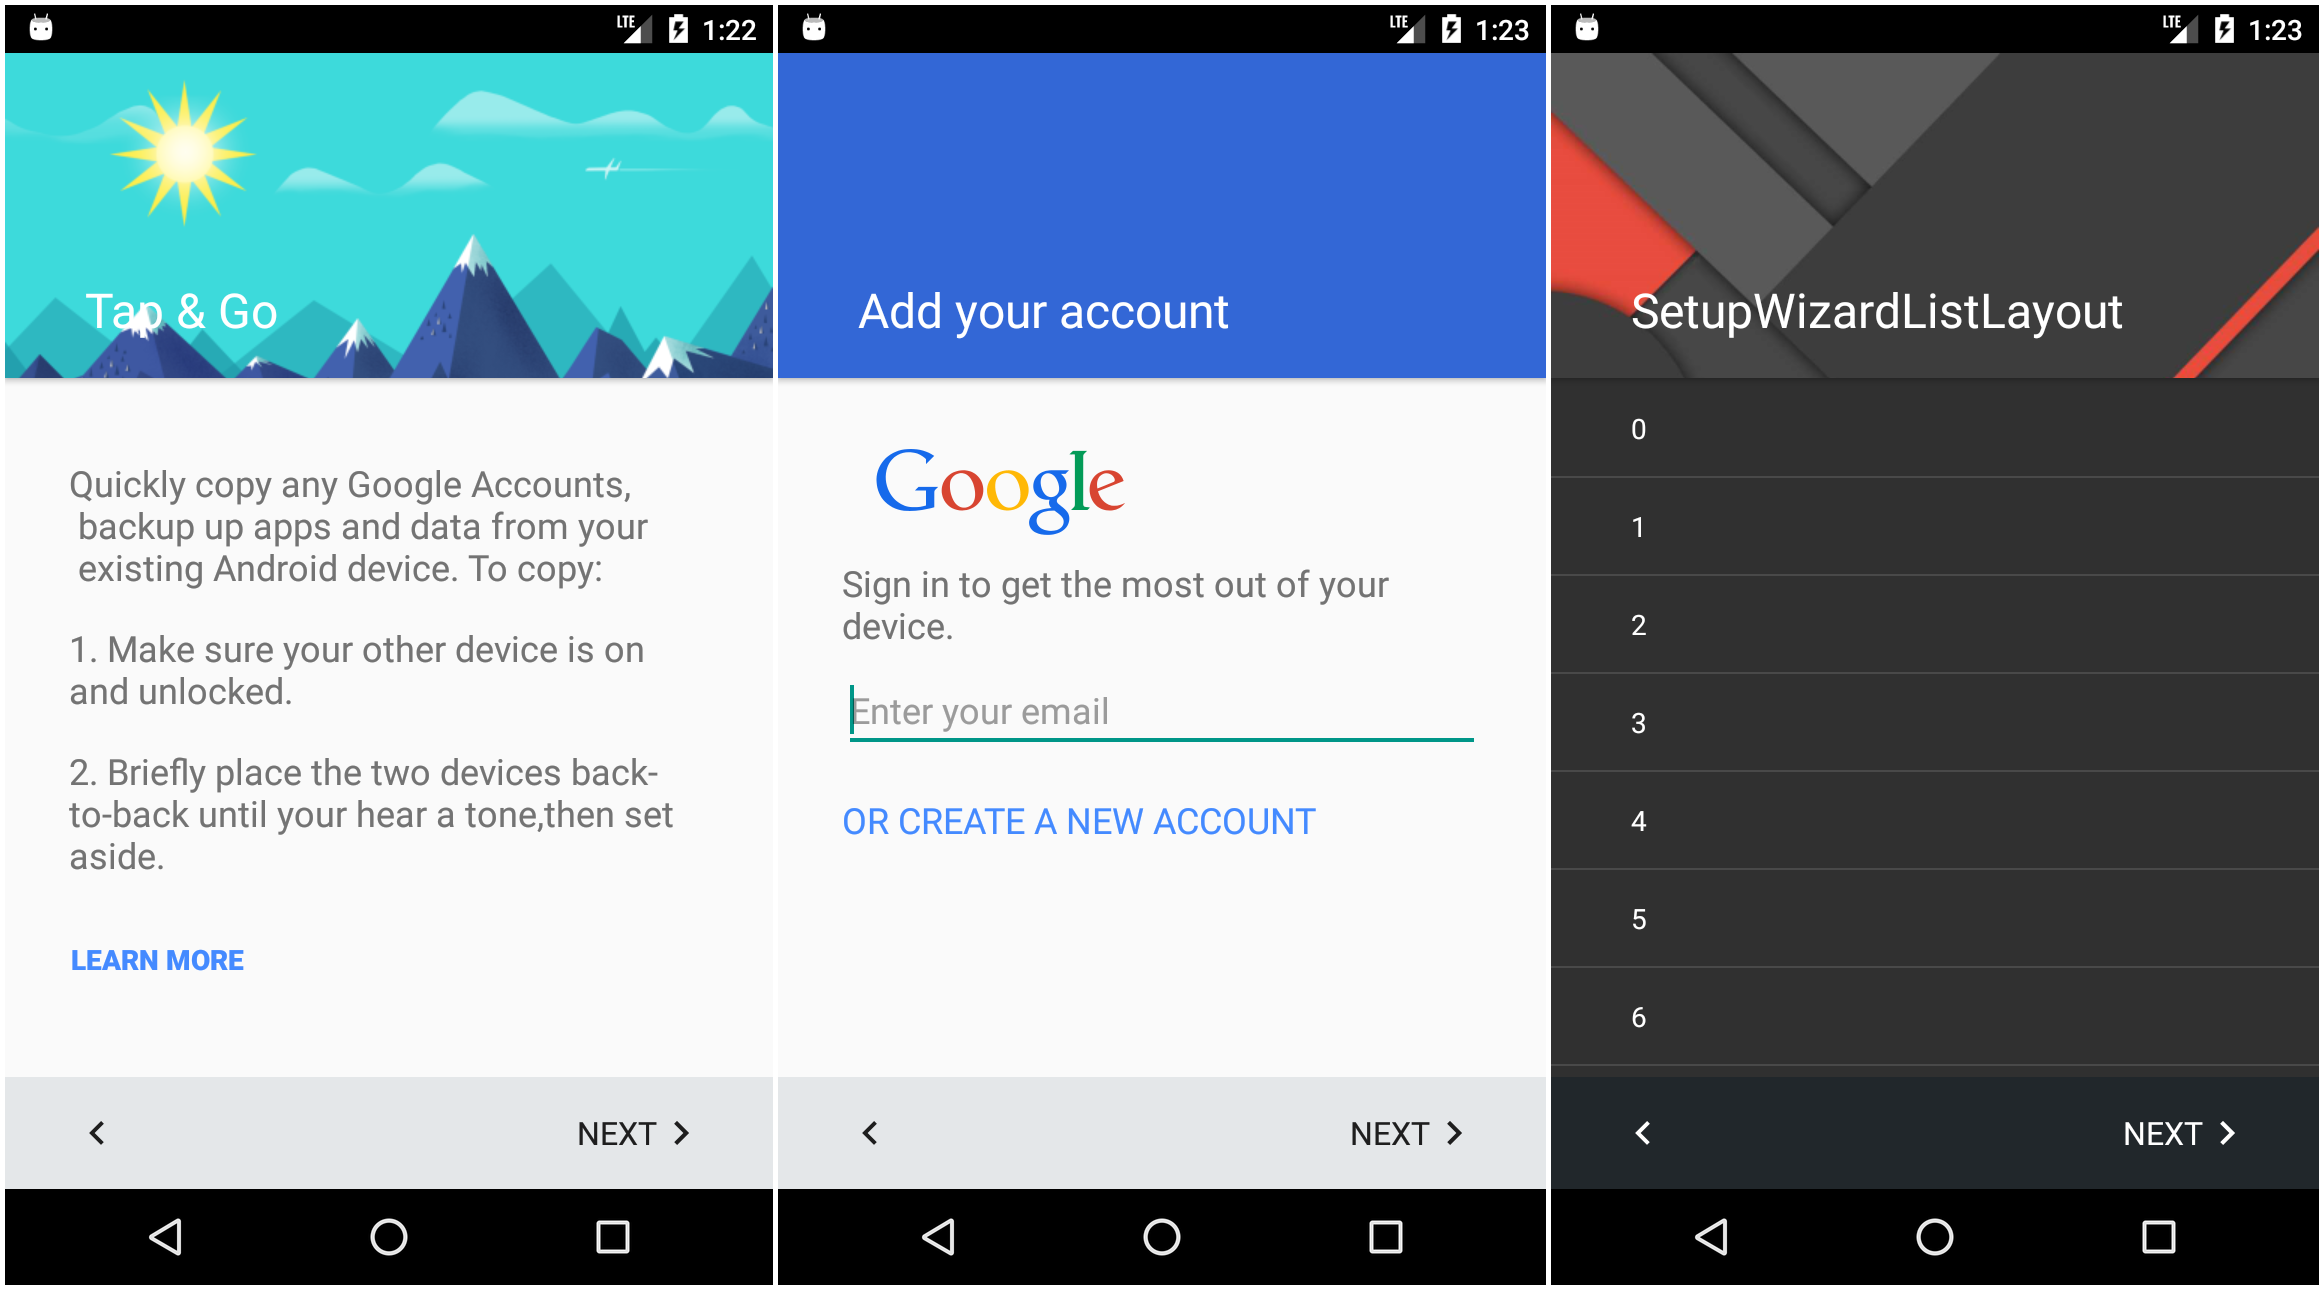 LTE 1:22
Tap & Go
Quickly copy any Google Accounts,
backup up apps and data from your
existing Android device. To copy:
1. Make sure your other device is on
and unlocked.
2. Briefly place the two devices back-
to-back until your hear a tone,then set
aside.
LEARN MORE
NEXT
LTE 1:23
Add your account
Google
Sign in to get the most out of your
device.
Enter your email
OR CREATE A NEW ACCOUNT
NEXT
LTE 1:23
SetupWizardListLayout
0
1
2
3
4
5
6
NEXT